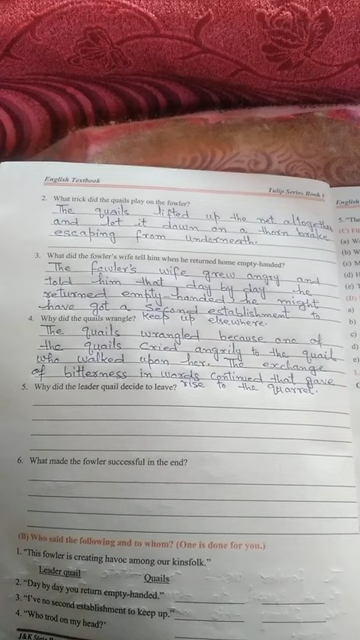 English Textbook
Tulip Series Book
2. What trick did the quails play on the fowler?
The quails lifted up the net altogether
and let it down on a thorn brake
escaping from underneath.
3. What did the fowler's wife tell him when he returned home empty-handed?
The fowler's wife grew angry and
told him that day by day he
returned empty-handed he might
have got a second establishment to
4. Why did the quails wrangle? keep up elsewhere.
The quails wrangled because one of
the quails cried angrily to the quail
who walked upon her. The exchange
of bitterness in words continued that gave
5. Why did the leader quail decide to leave? rise to the quarrel.
6. What made the fowler successful in the end?
(B) Who said the following and to whom? (One is done for you.)
1. "This fowler is creating havoc among our kinsfolk."
Leader quail Quails
2. "Day by day you return empty-handed."
3. "I've no second establishment to keep up."
4. "Who trod on my head?"
English
(a)
(b)
(c)
(d)
(e)
a)
b)
c)
d)